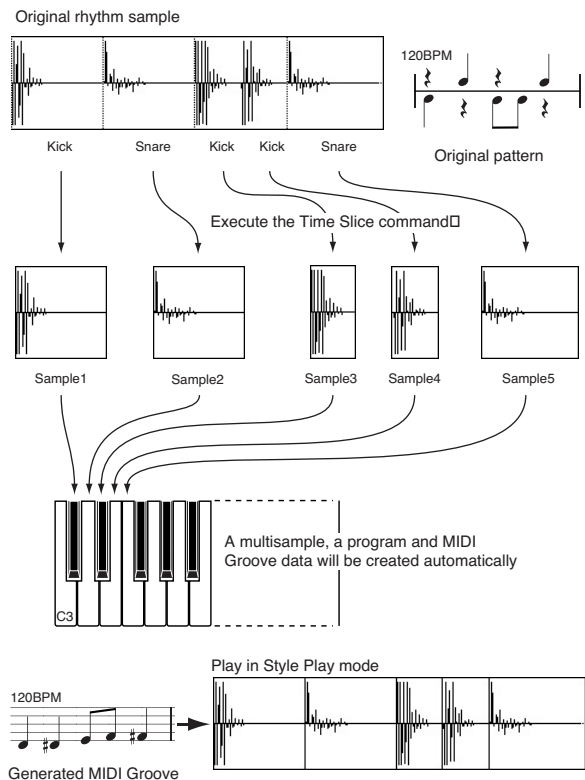 Original rhythm sample
120BPM
Kick Snare Kick Kick Snare
Original pattern
Execute the Time Slice command□
Sample1 Sample2 Sample3 Sample4 Sample5
A multisample, a program and MIDI
Groove data will be created automatically
C3
Play in Style Play mode
120BPM
Generated MIDI Groove